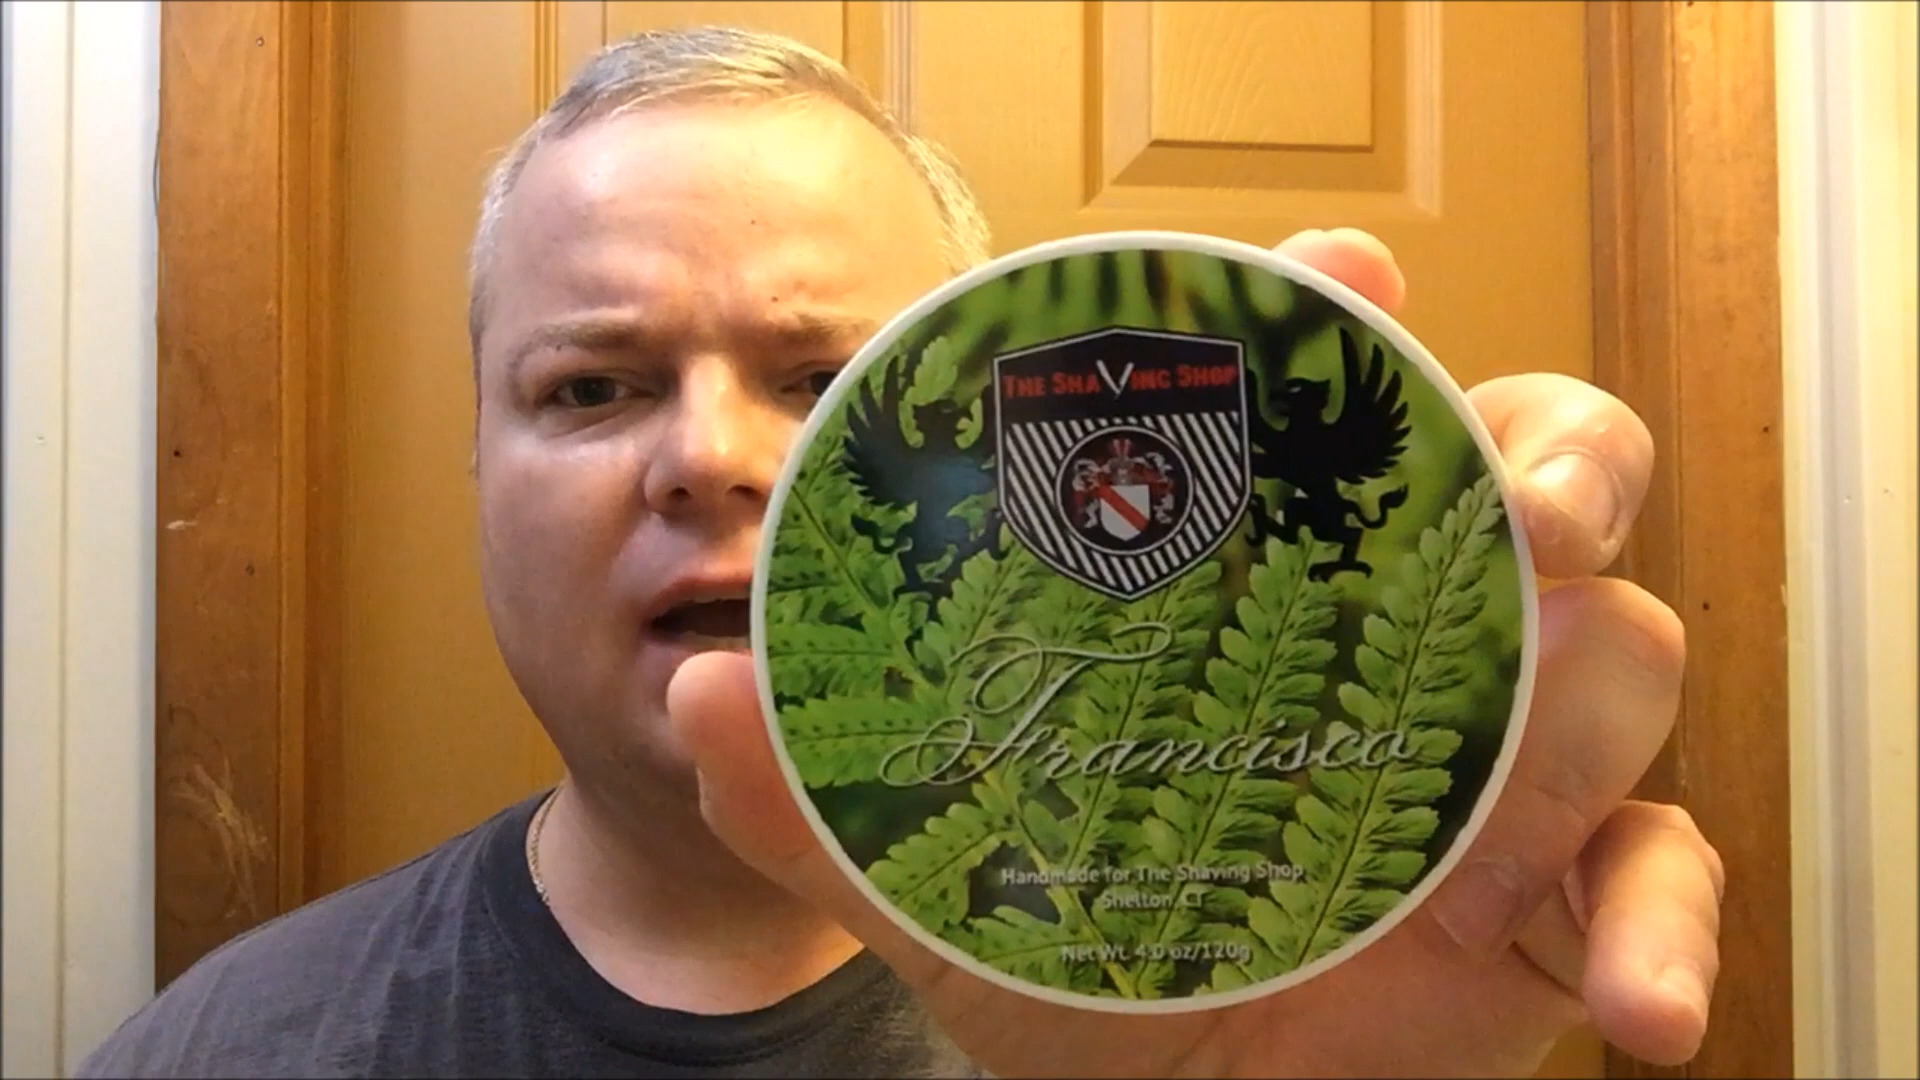 The ShaVing Shop
Francisco
Handmade for The Shaving Shop
Shelton, CT
Net Wt. 4.0 oz/120g